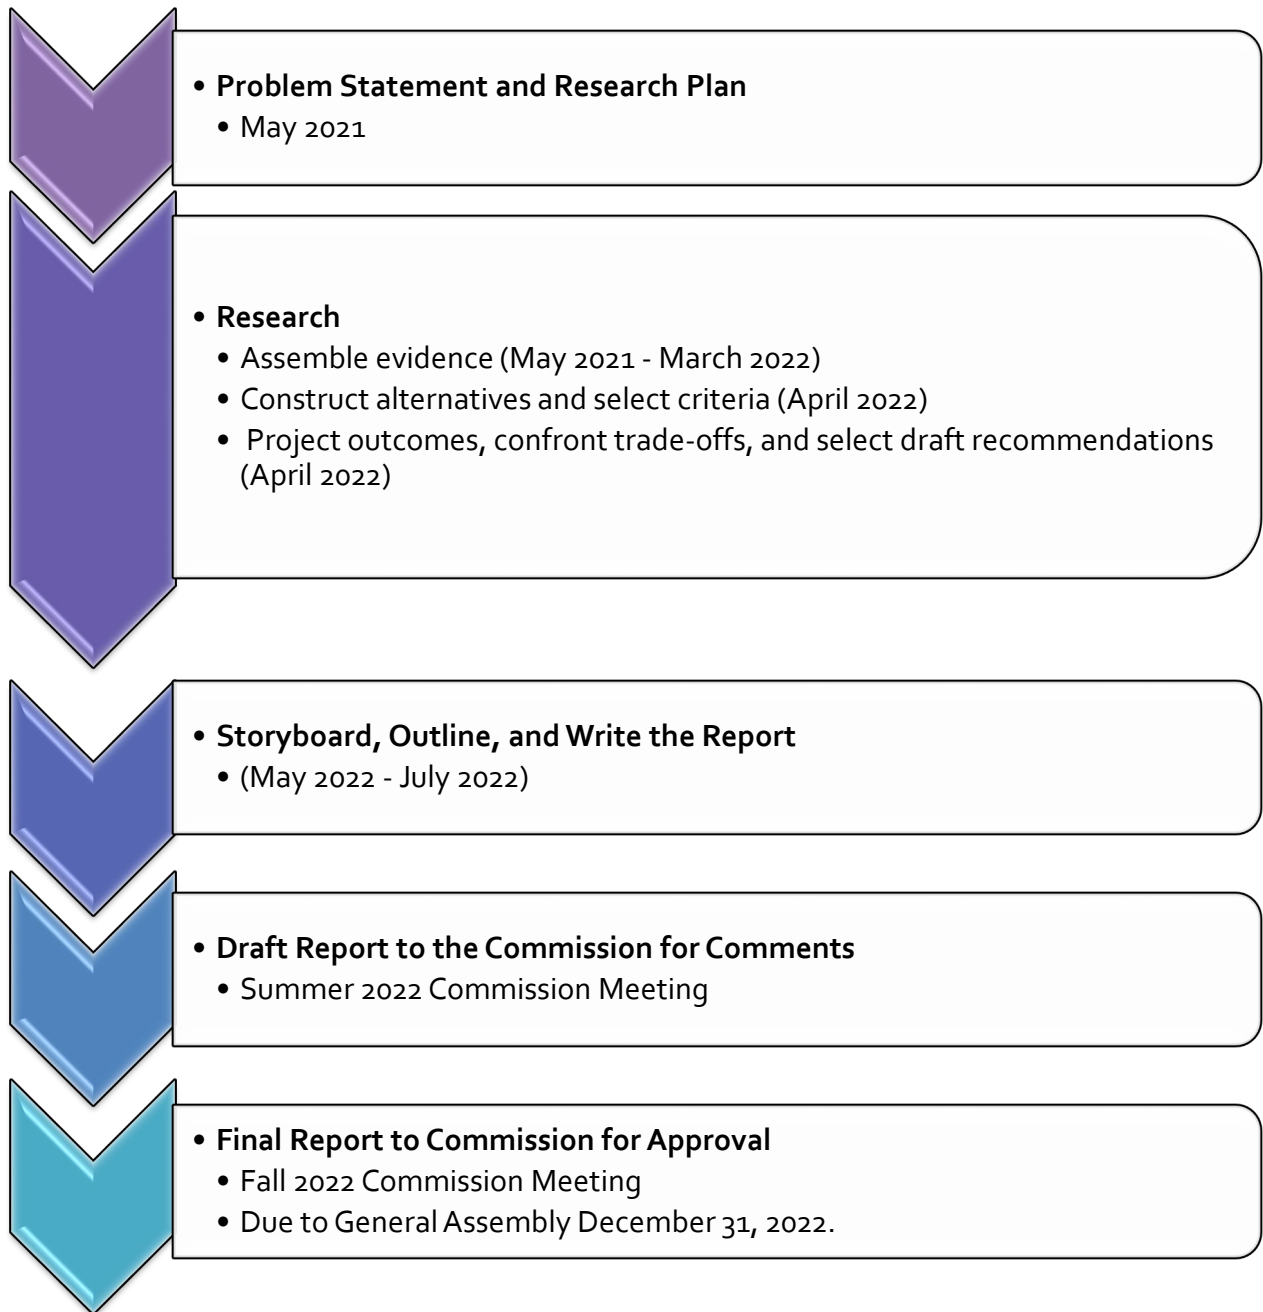 • Problem Statement and Research Plan
• May 2021
• Research
• Assemble evidence (May 2021 - March 2022)
• Construct alternatives and select criteria (April 2022)
• Project outcomes, confront trade-offs, and select draft recommendations
(April 2022)
• Storyboard, Outline, and Write the Report
• (May 2022 - July 2022)
• Draft Report to the Commission for Comments
• Summer 2022 Commission Meeting
• Final Report to Commission for Approval
• Fall 2022 Commission Meeting
• Due to General Assembly December 31, 2022.